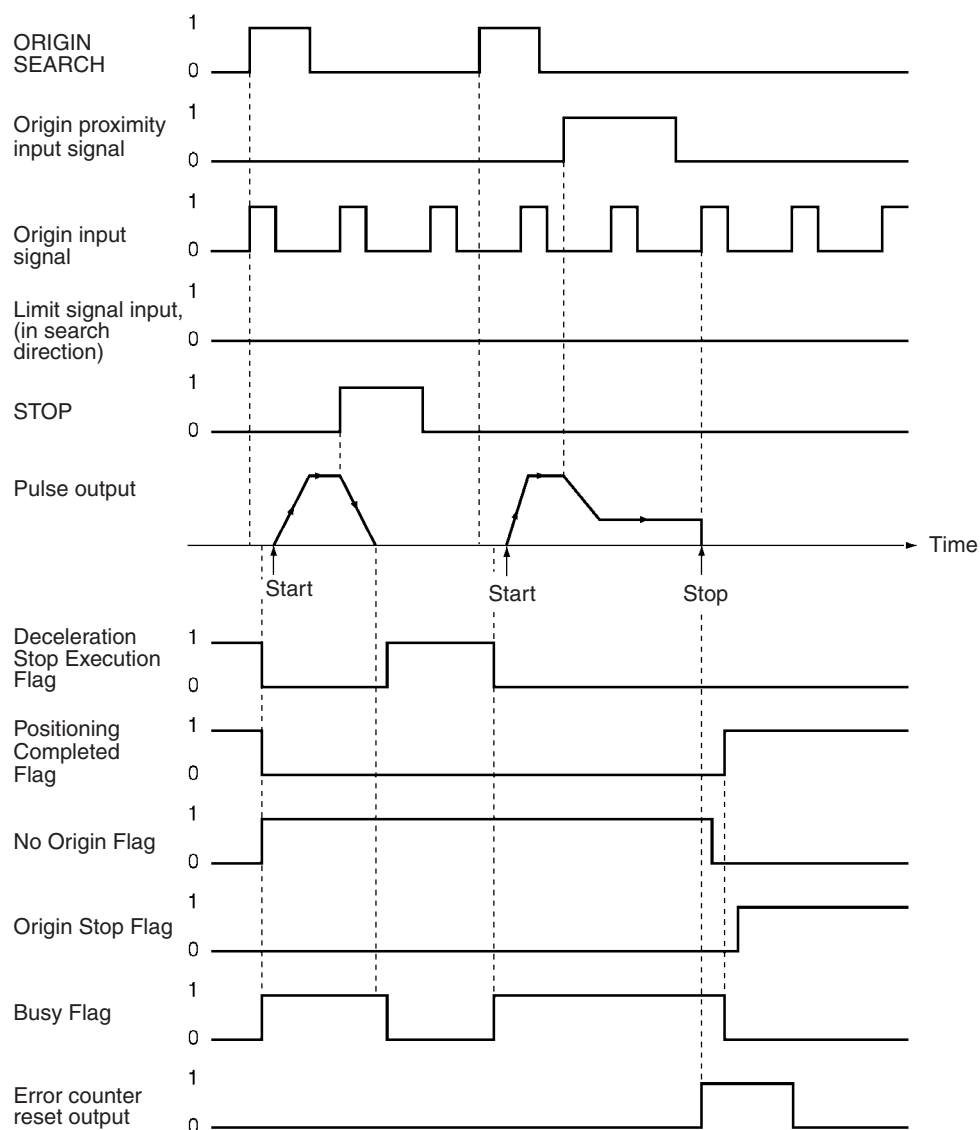 1
ORIGIN
SEARCH
0
1
Origin proximity
input signal
0
1
Origin input
signal
0
1
Limit signal input,
(in search
direction)
0
1
STOP
0
Pulse output
Time
Start
Start
Stop
Deceleration
Stop Execution
Flag
1
0
Positioning
Completed
Flag
1
0
1
No Origin Flag
0
1
Origin Stop Flag
0
1
Busy Flag
0
1
Error counter
reset output
0